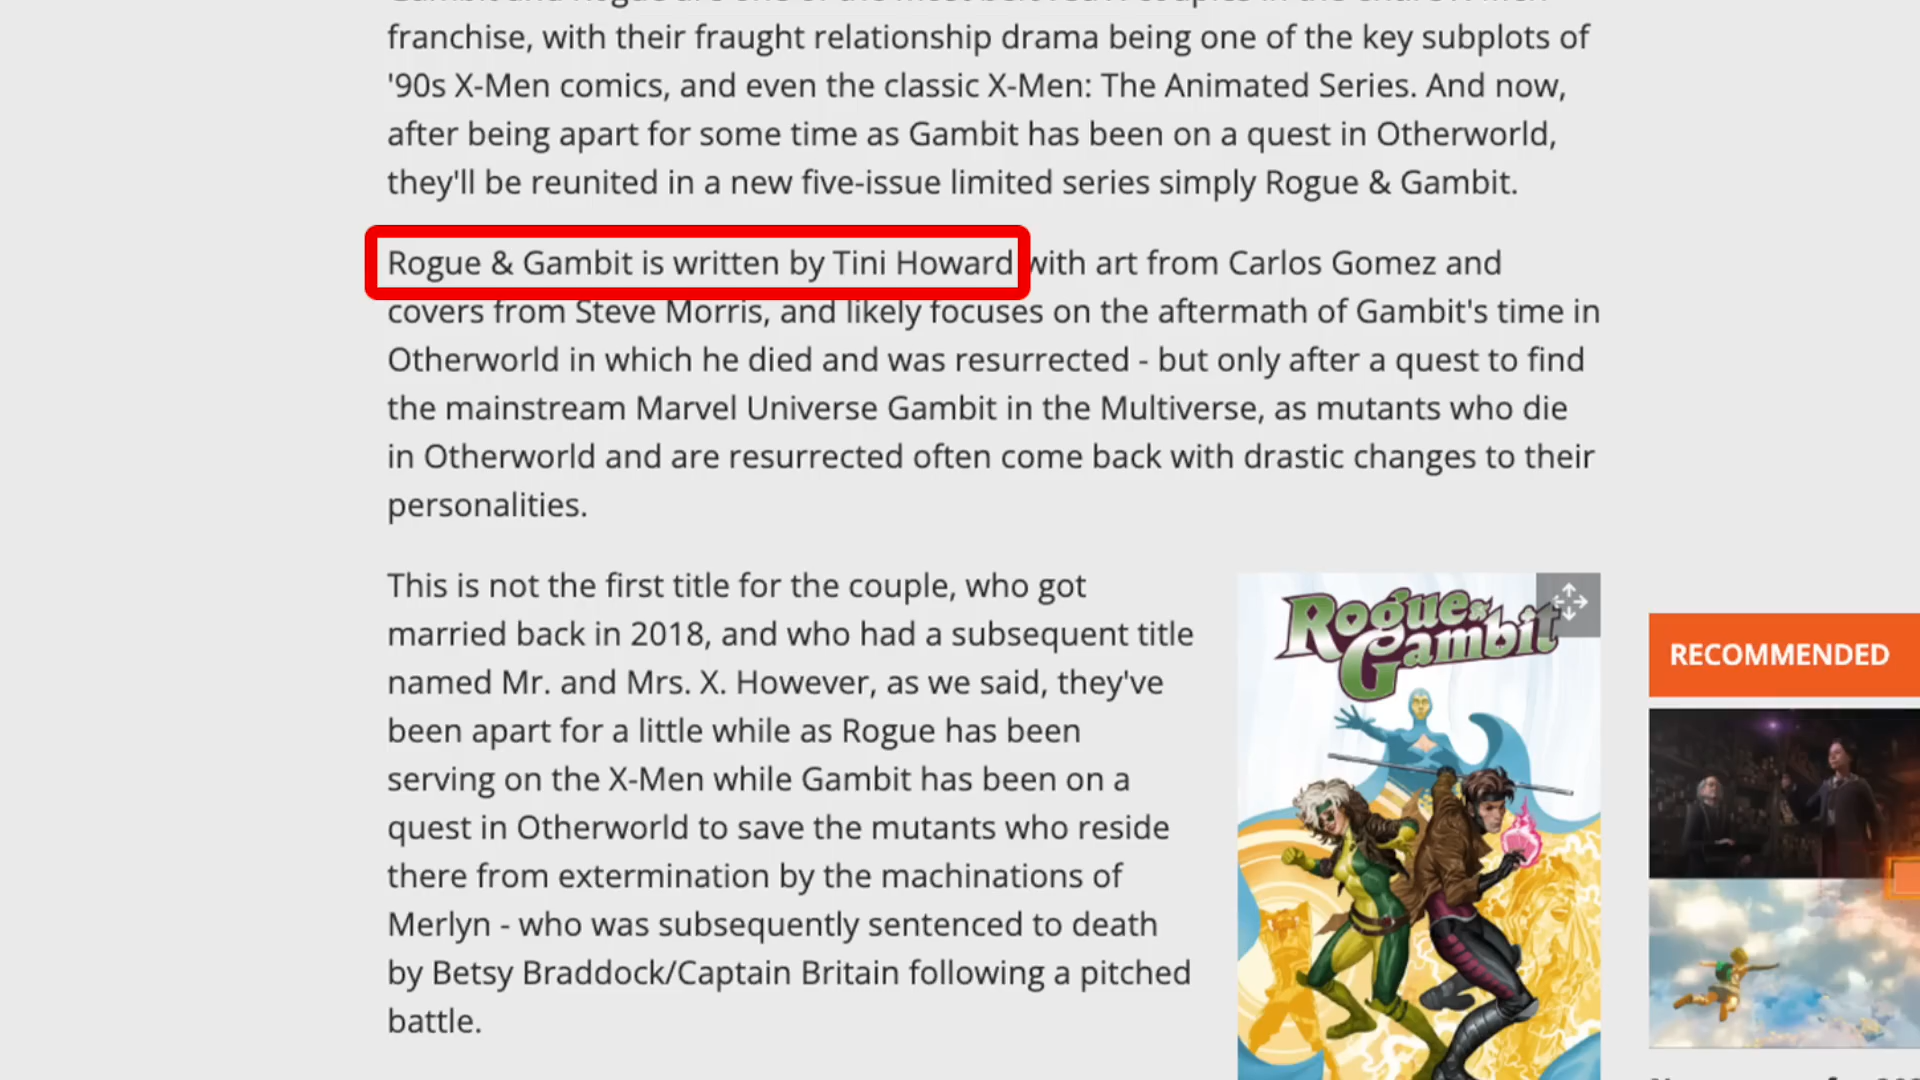 franchise, with their fraught relationship drama being one of the key subplots of
'90s X-Men comics, and even the classic X-Men: The Animated Series. And now,
after being apart for some time as Gambit has been on a quest in Otherworld,
they'll be reunited in a new five-issue limited series simply Rogue & Gambit.
Rogue & Gambit is written by Tini Howard with art from Carlos Gomez and
covers from Steve Morris, and likely focuses on the aftermath of Gambit's time in
Otherworld in which he died and was resurrected - but only after a quest to find
the mainstream Marvel Universe Gambit in the Multiverse, as mutants who die
in Otherworld and are resurrected often come back with drastic changes to their
personalities.
This is not the first title for the couple, who got
married back in 2018, and who had a subsequent title
named Mr. and Mrs. X. However, as we said, they've
been apart for a little while as Rogue has been
serving on the X-Men while Gambit has been on a
quest in Otherworld to save the mutants who reside
there from extermination by the machinations of
Merlyn - who was subsequently sentenced to death
by Betsy Braddock/Captain Britain following a pitched
battle.
Rogue &
Gambit
RECOMMENDED